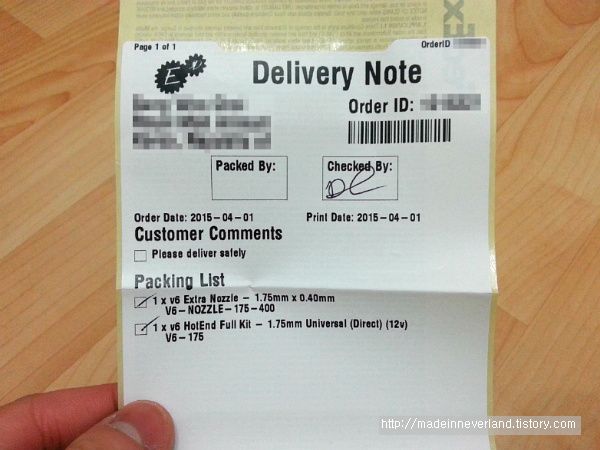 Page 1 of 1
OrderID
Delivery Note
Order ID:
Packed By:
Checked By:
Order Date: 2015-04-01
Print Date: 2015-04-01
Customer Comments
Please deliver safely
Packing List
1 x v6 Extra Nozzle - 1.75mm x 0.40mm
V6-NOZZLE-175-400
1 x v6 HotEnd Full Kit - 1.75mm Universal (Direct) (12v)
V6-175
http://madeinneverland.tistory.com